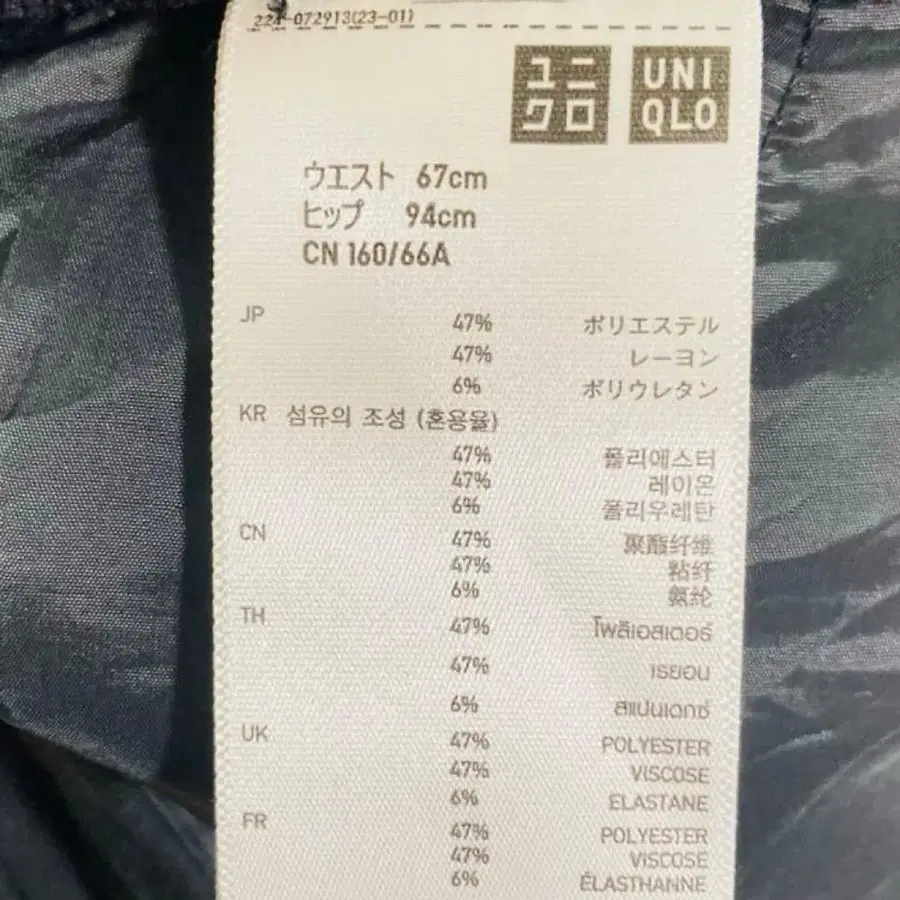 224-072913(23-01)
ユニ
クロ
UNI
QLO
ウエスト 67cm
ヒップ 94cm
CN 160/66A
JP
47% ポリエステル
47% レーヨン
6% ポリウレタン
KR 섬유의 조성 (혼용율)
47% 폴리에스터
47% 레이온
6% 폴리우레탄
CN
47% 聚酯纤维
47% 粘纤
6% 氨纶
TH
47% โพลีเอสเตอร์
47% เรยอน
6% สแปนเดกซ์
UK
47% POLYESTER
47% VISCOSE
6% ELASTANE
FR
47% POLYESTER
47% VISCOSE
6% ÉLASTHANNE